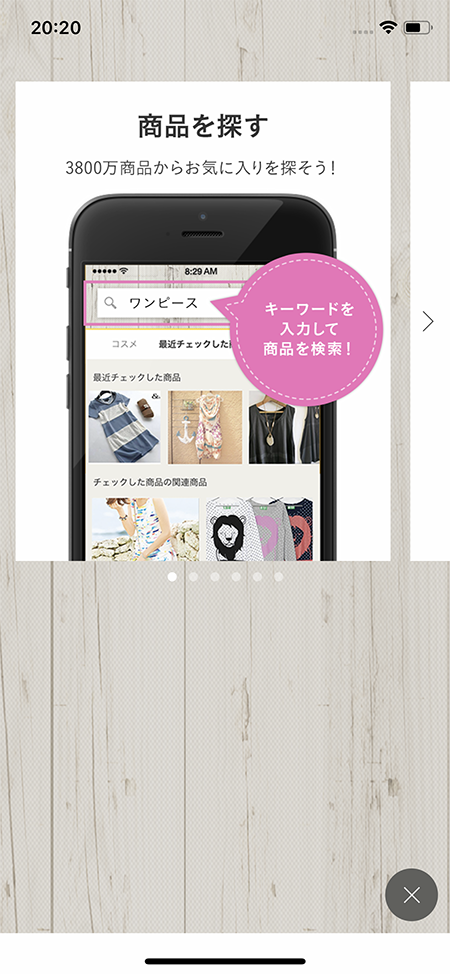 20:20
商品を探す
3800万商品からお気に入りを探そう！
8:29 AM
ワンピース
キーワードを
入力して
商品を検索！
コスメ
最近チェックした
最近チェックした商品
&
チェックした商品の関連商品